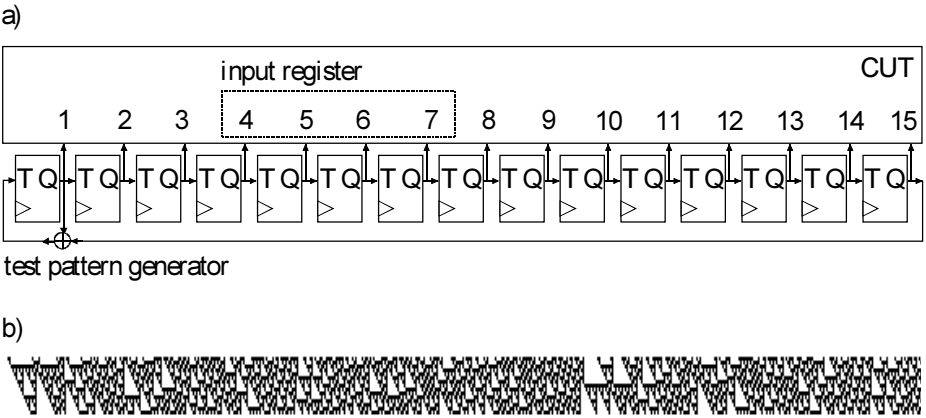 a)
input register
CUT
1 2 3 4 5 6 7 8 9 10 11 12 13 14 15
T Q T Q T Q T Q T Q T Q T Q T Q T Q T Q T Q T Q T Q T Q T Q
test pattern generator
b)